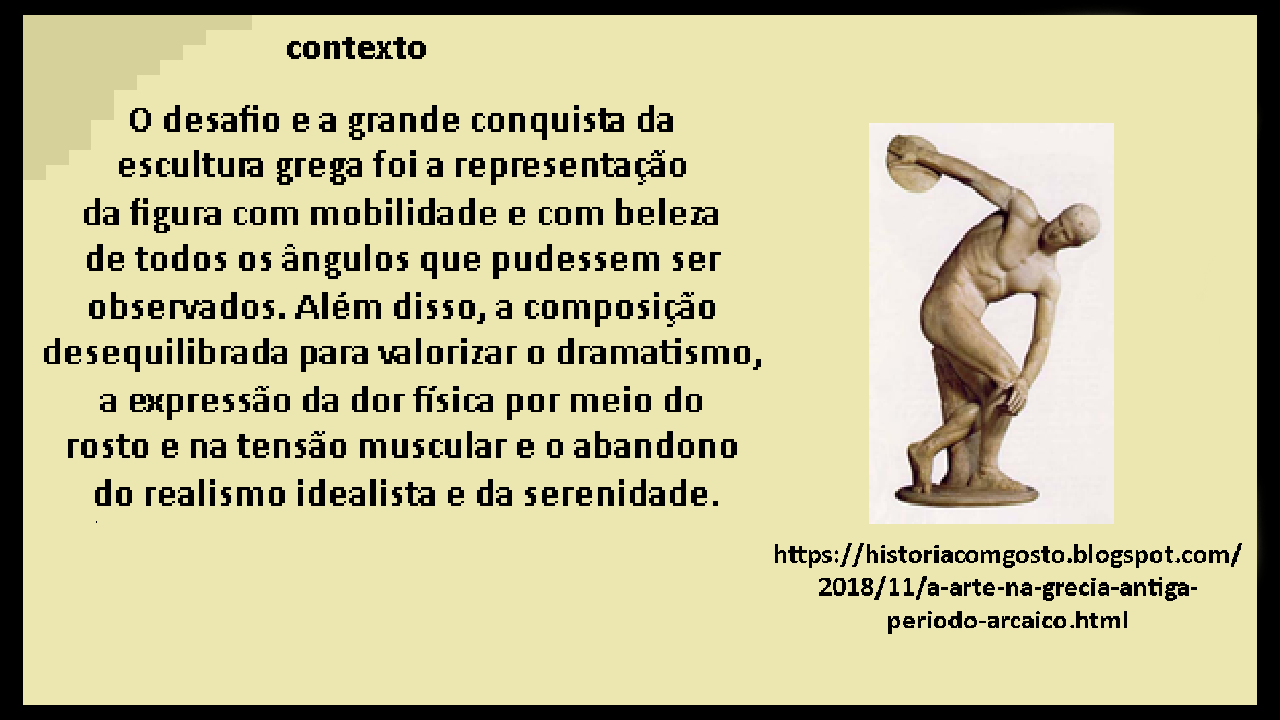 contexto
O desafio e a grande conquista da
escultura grega foi a representação
da figura com mobilidade e com beleza
de todos os ângulos que pudessem ser
observados. Além disso, a composição
desequilibrada para valorizar o dramatismo,
a expressão da dor física por meio do
rosto e na tensão muscular e o abandono
do realismo idealista e da serenidade.
https://historiacomgosto.blogspot.com/
2018/11/a-arte-na-grecia-antiga-
periodo-arcaico.html